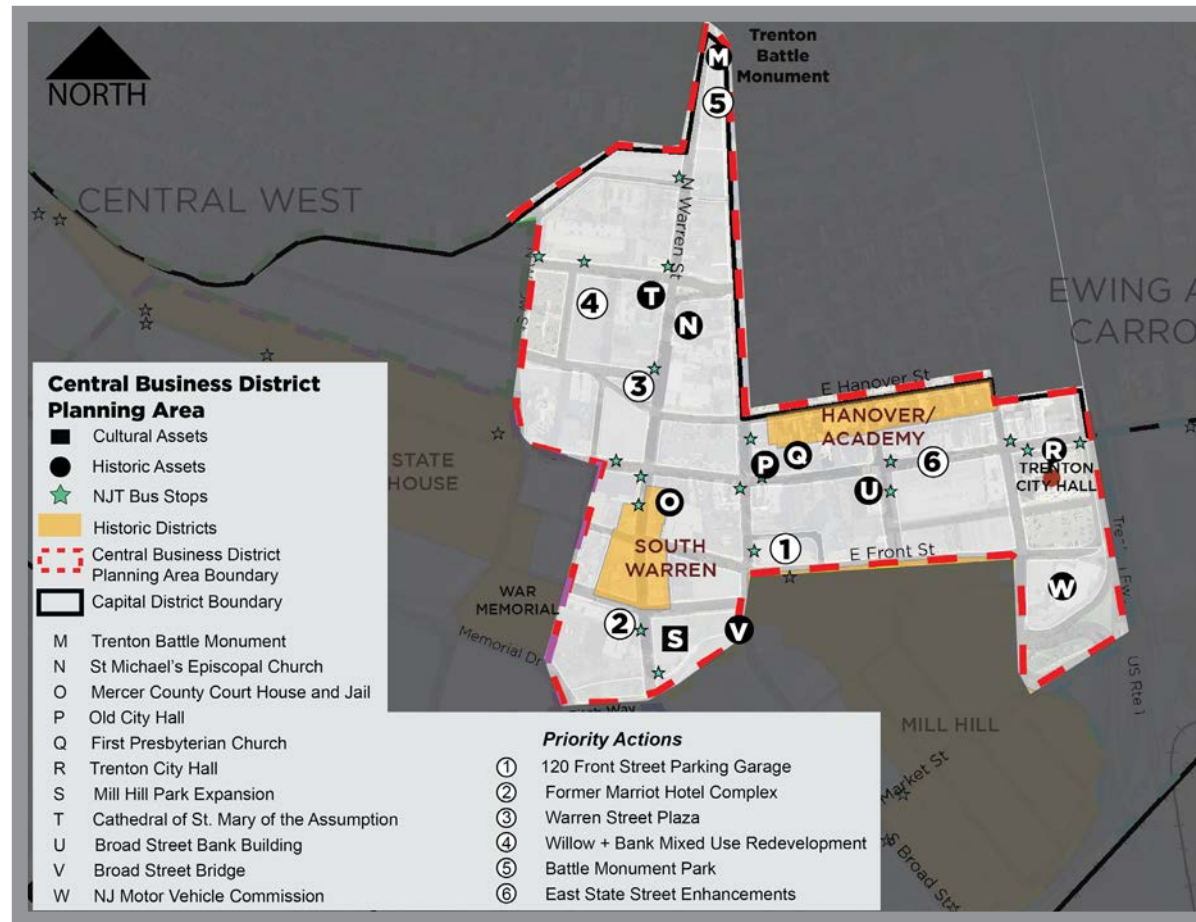 NORTH
Trenton
Battle
Monument
M
5
CENTRAL WEST
N Warren St
EWING
CARRO
4
T
N
3
E Hanover St
HANOVER/
ACADEMY
STATE
HOUSE
P
Q
6
R
TRENTON
CITY HALL
U
O
SOUTH
WARREN
1
E Front St
WAR
MEMORIAL
Memorial Dr
2
S
V
W
US Rte 1
MILL HILL
Market St
S Broad St
Central Business District
Planning Area
Cultural Assets
Historic Assets
NJT Bus Stops
Historic Districts
Central Business District
Planning Area Boundary
Capital District Boundary
M Trenton Battle Monument
N St Michael's Episcopal Church
O Mercer County Court House and Jail
P Old City Hall
Q First Presbyterian Church
R Trenton City Hall
S Mill Hill Park Expansion
T Cathedral of St. Mary of the Assumption
U Broad Street Bank Building
V Broad Street Bridge
W NJ Motor Vehicle Commission
Priority Actions
1 120 Front Street Parking Garage
2 Former Marriot Hotel Complex
3 Warren Street Plaza
4 Willow + Bank Mixed Use Redevelopment
5 Battle Monument Park
6 East State Street Enhancements